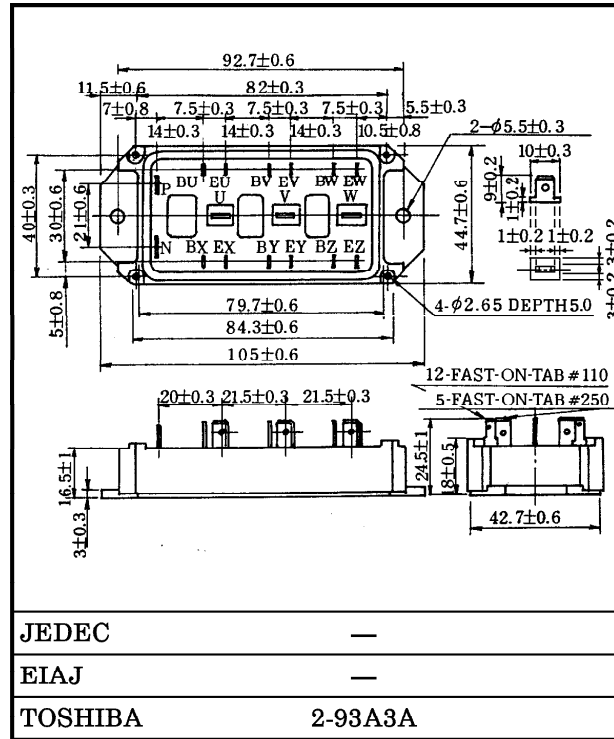 92.7±0.6
11.5±0.6 82±0.3
7±0.8 7.5±0.3 7.5±0.3 7.5±0.3 5.5±0.3
14±0.3 14±0.3 14±0.3 10.5±0.8
2-ϕ5.5±0.3
10±0.3
9±0.2
1±0.2
1±0.2 1±0.2
3±0.2
3±0.2
40±0.3
30±0.6
21±0.6
5±0.8
P BU EU BV EV BW EW
U V W
N BX EX BY EY BZ EZ
44.7±0.6
4-ϕ2.65 DEPTH5.0
79.7±0.6
84.3±0.6
105±0.6
12-FAST-ON-TAB #110
5-FAST-ON-TAB #250
20±0.3 21.5±0.3 21.5±0.3
16.5±1
3±0.3
24.5±1
18±0.5
42.7±0.6
JEDEC —
EIAJ —
TOSHIBA 2-93A3A